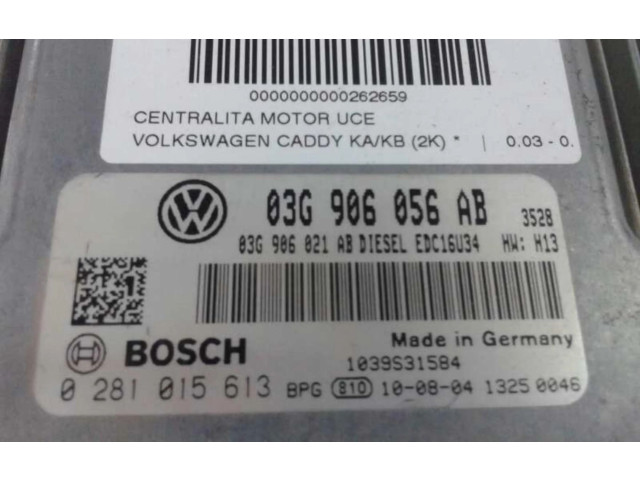 0000000000262659
CENTRALITA MOTOR UCE
VOLKSWAGEN CADDY KA/KB (2K) * | 0.03 - 0.
03G 906 056 AB 3528
03G 906 021 AB DIESEL EDC16U34 HW: H13
BOSCH Made in Germany
1039S31584
0 281 015 613 BPG 810 10-08-04 1325 0046